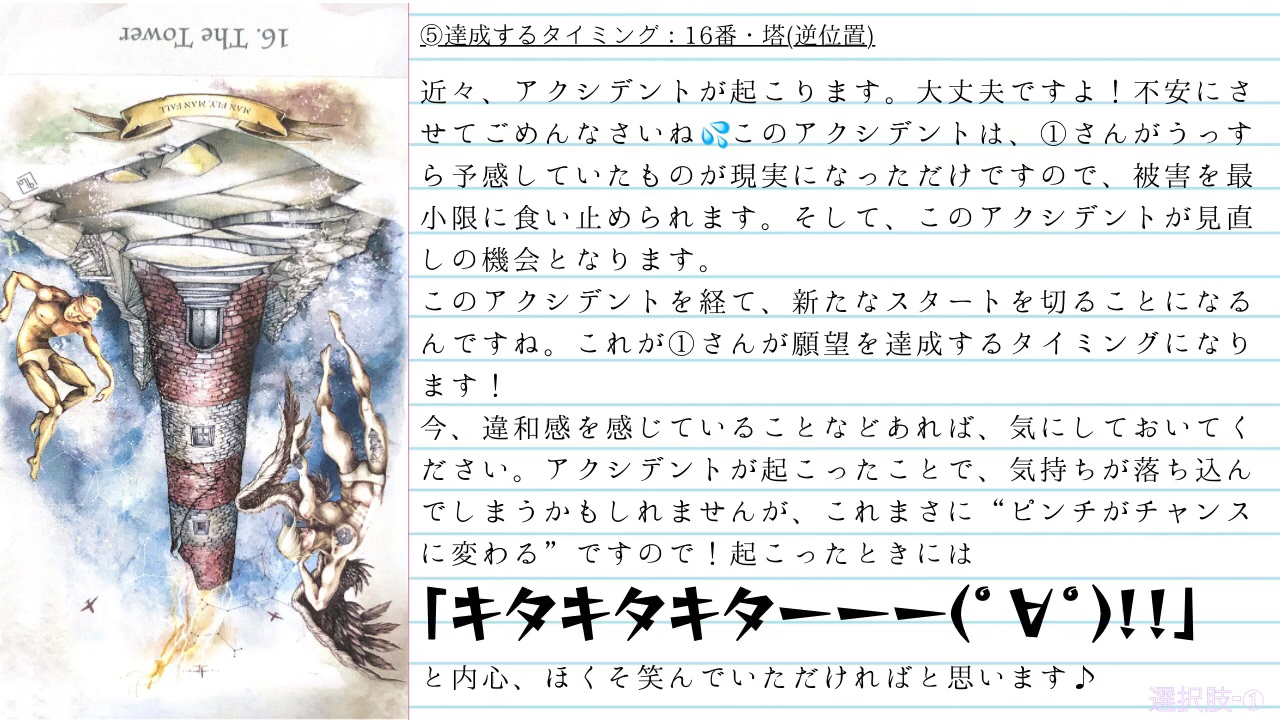 16. The Tower
MAN FLY, MAN FALL
⑤達成するタイミング：16番・塔(逆位置)
近々、アクシデントが起こります。大丈夫ですよ！不安にさ
せてごめんなさいね💦このアクシデントは、①さんがうっす
ら予感していたものが現実になっただけですので、被害を最
小限に食い止められます。そして、このアクシデントが見直
しの機会となります。
このアクシデントを経て、新たなスタートを切ることになる
んですね。これが①さんが願望を達成するタイミングになり
ます！
今、違和感を感じていることなどあれば、気にしておいてく
ださい。アクシデントが起こったことで、気持ちが落ち込ん
でしまうかもしれませんが、これまさに“ピンチがチャンス
に変わる”ですので！起こったときには
「キタキタキターーーー(ﾟ∀ﾟ)!!」
と内心、ほくそ笑んでいただければと思います♪
選択肢-①